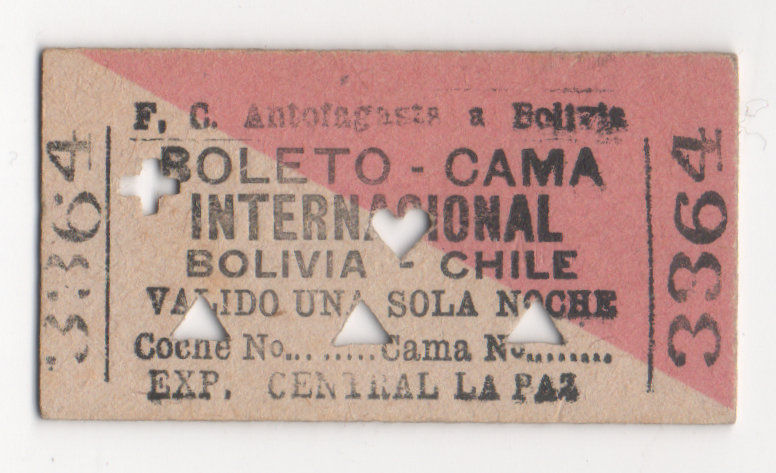 3364
F. C. Antofagasta a Bolivia
BOLETO - CAMA
INTERNACIONAL
BOLIVIA - CHILE
VALIDO UNA SOLA NOCHE
Coche No.........Cama No.........
EXP. CENTRAL LA PAZ
3364